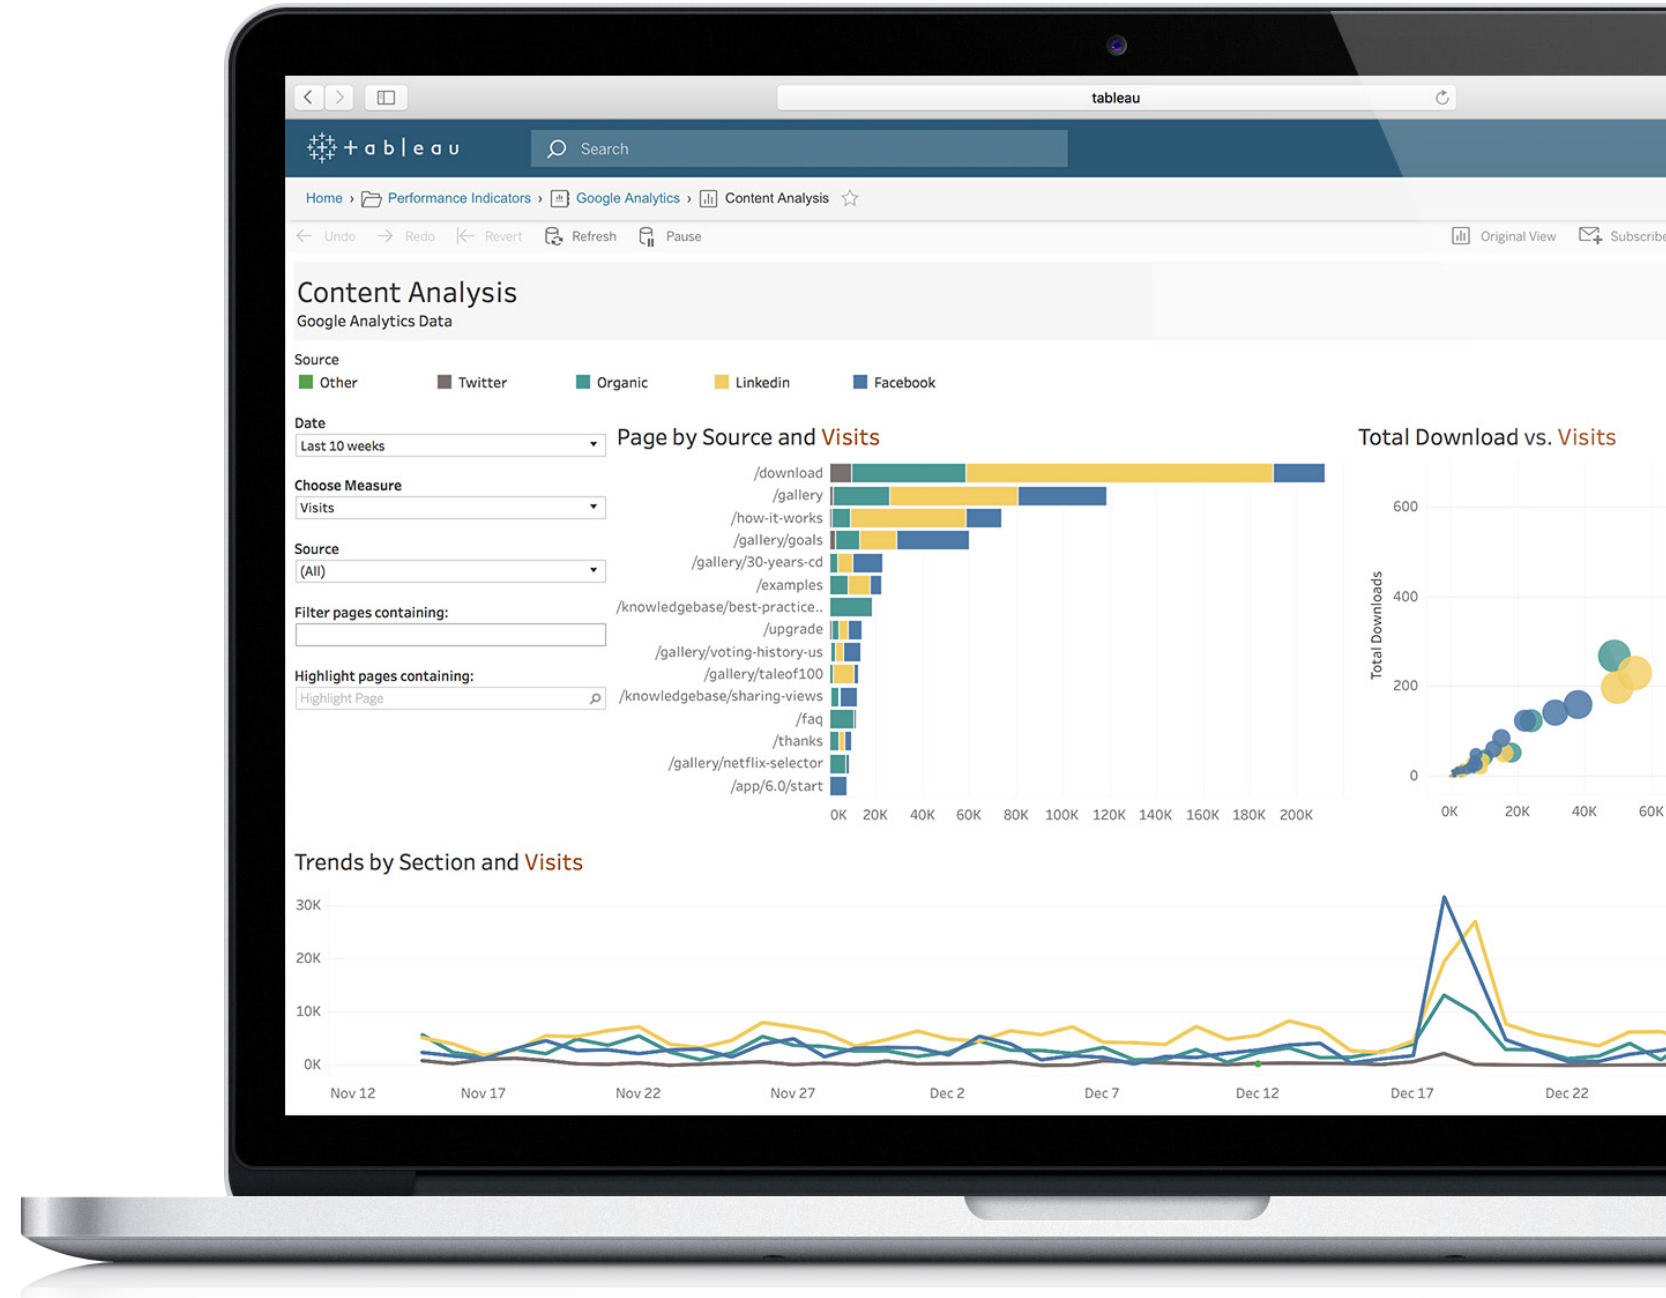 tableau
+ableau
Search
Home › Performance Indicators › Google Analytics › Content Analysis
Undo Redo Revert Refresh Pause Original View Subscribe
Content Analysis
Google Analytics Data
Source
Other Twitter Organic Linkedin Facebook
Date
Last 10 weeks
Choose Measure
Visits
Source
(All)
Filter pages containing:
Highlight pages containing:
Highlight Page
Page by Source and Visits
/download
/gallery
/how-it-works
/gallery/goals
/gallery/30-years-cd
/examples
/knowledgebase/best-practice..
/upgrade
/gallery/voting-history-us
/gallery/taleof100
/knowledgebase/sharing-views
/faq
/thanks
/gallery/netflix-selector
/app/6.0/start
0K 20K 40K 60K 80K 100K 120K 140K 160K 180K 200K
Total Download vs. Visits
Total Downloads
600
400
200
0
0K 20K 40K 60K
Trends by Section and Visits
30K
20K
10K
0K
Nov 12 Nov 17 Nov 22 Nov 27 Dec 2 Dec 7 Dec 12 Dec 17 Dec 22